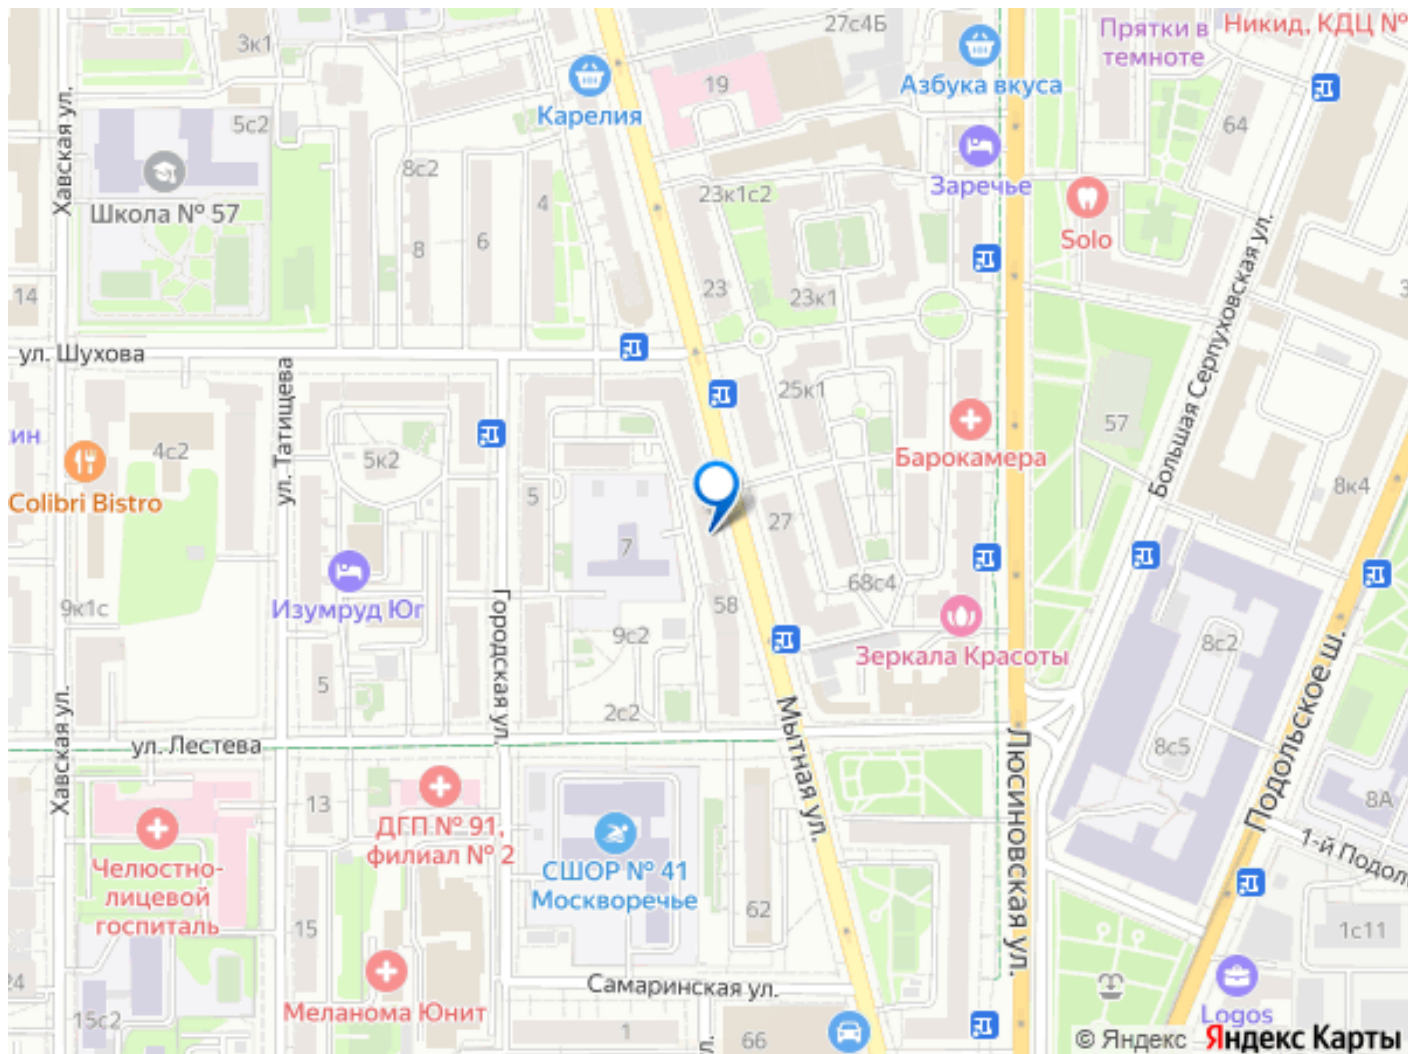 27с4Б
Прятки в
темноте
Никид, КДЦ №
3к1
Карелия
19
Азбука вкуса
64
5с2
8с2
Хавская ул.
Школа № 57
4
23к1с2
Заречье
Solo
8
6
14
23
23к1
Большая Серпуховская ул.
ул. Шухова
ул. Татищева
25к1
57
ин
4с2
5к2
Барокамера
Colibri Bistro
5
27
8к4
7
Изумруд Юг
58
68с4
9к1с
Городская ул.
9с2
Зеркала Красоты
8с2
5
2с2
Мытная ул.
Подольское ш.
Хавская ул.
ул. Лестева
Люсиновская ул.
8с5
13
8А
ДГП № 91,
филиал № 2
1-й Подол
Челюстно-
лицевой
госпиталь
СШОР № 41
Москворечье
62
15
1с11
24
Самаринская ул.
Меланома Юнит
15с2
1
л.
66
Logos
© Яндекс Яндекс Карты